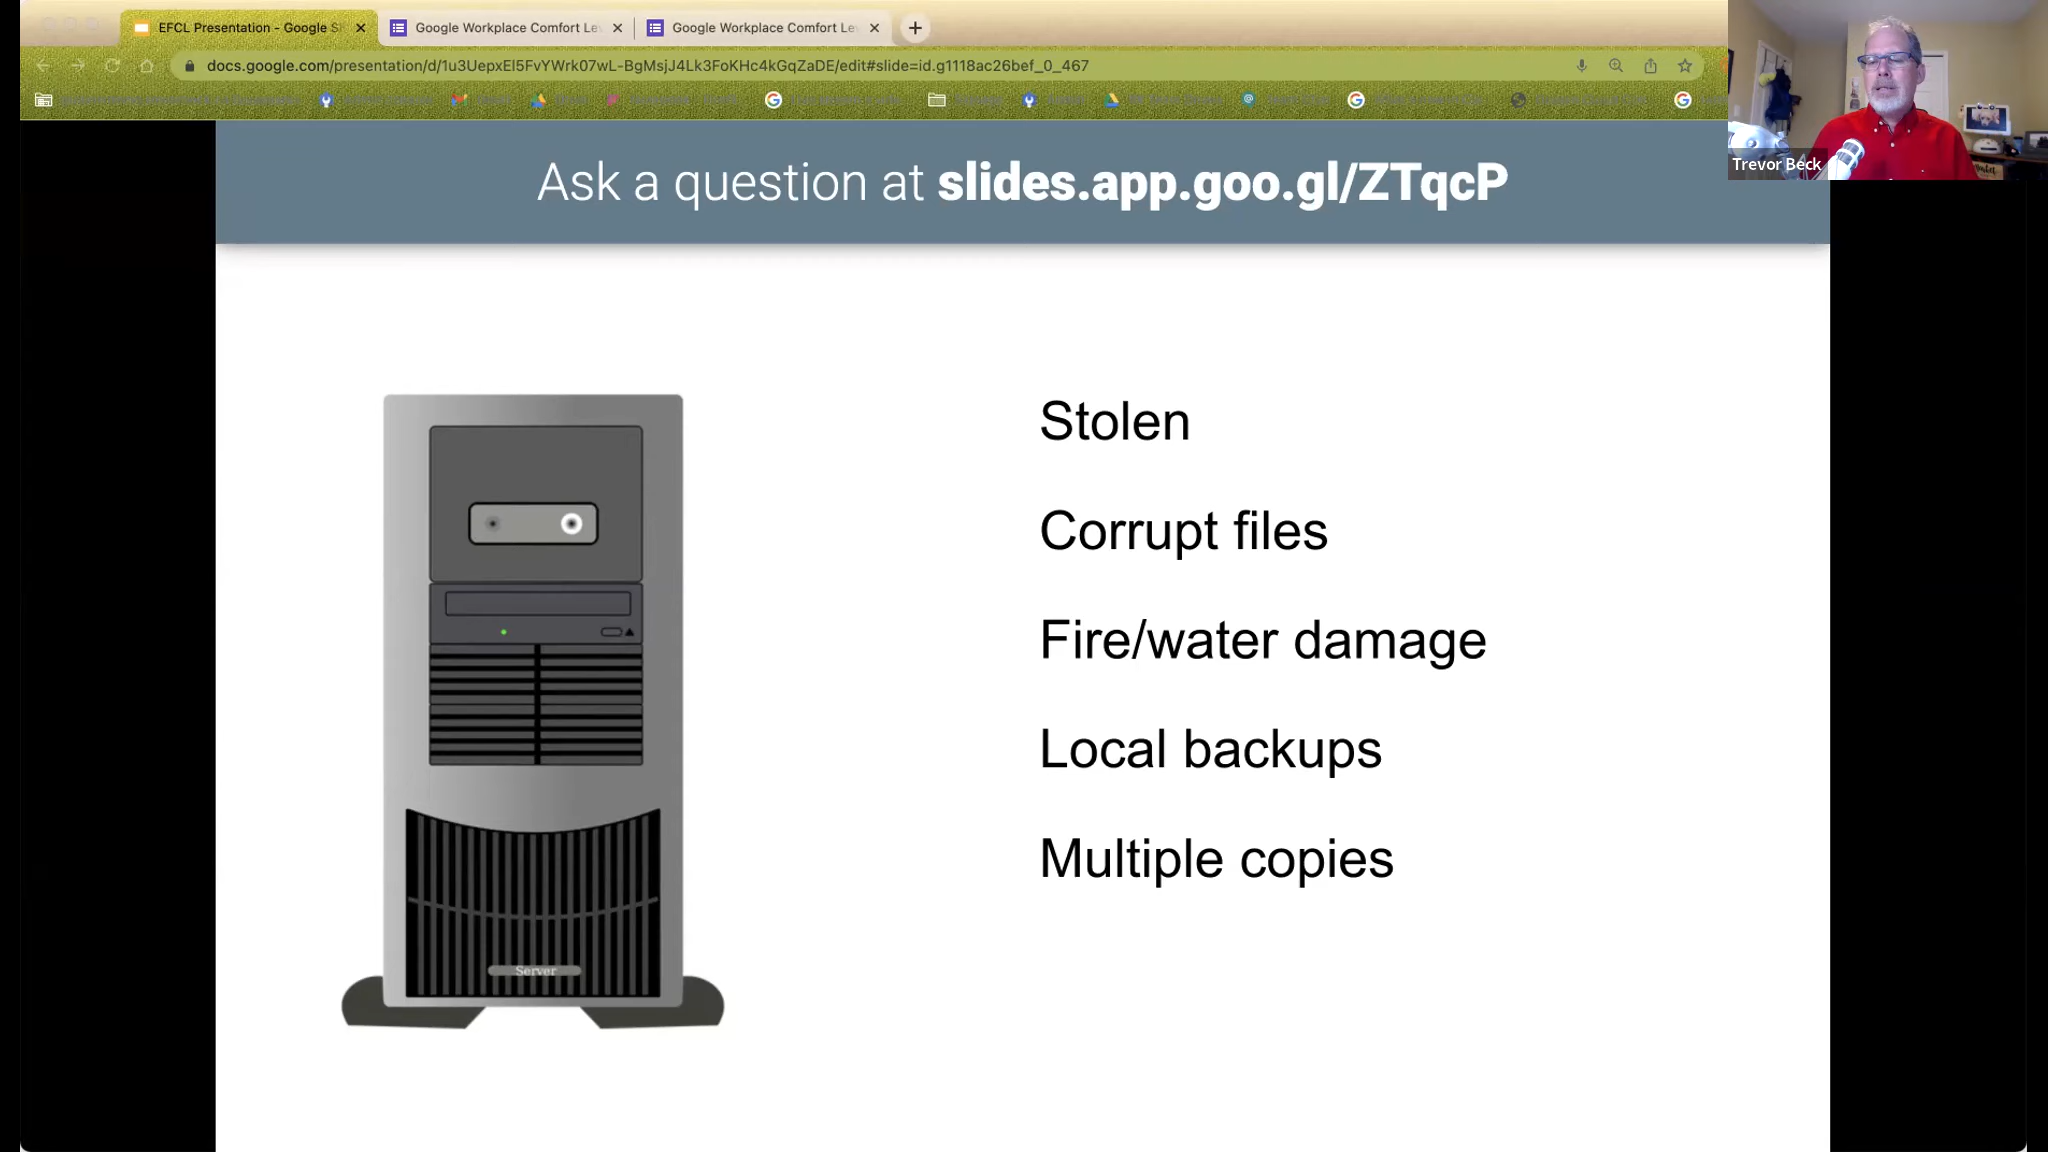 EFCL Presentation - Google S
Google Workplace Comfort Le
Google Workplace Comfort Le
docs.google.com/presentation/d/1u3UepxEI5FvYWrk07wL-BgMsjJ4Lk3FoKHc4kGqZaDE/edit#slide=id.g1118ac26bef_0_467
Trevor Beck
Ask a question at slides.app.goo.gl/ZTqcP
Stolen
Corrupt files
Fire/water damage
Local backups
Multiple copies
Server